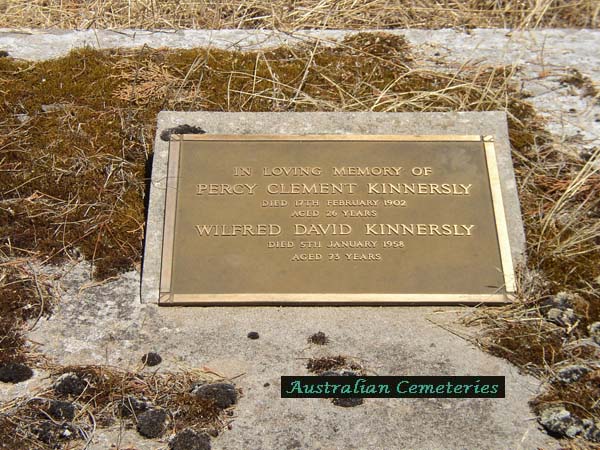 IN LOVING MEMORY OF
PERCY CLEMENT KINNERSLY
DIED 17TH FEBRUARY 1902
AGED 26 YEARS
WILFRED DAVID KINNERSLY
DIED 5TH JANUARY 1958
AGED 73 YEARS
Australian Cemeteries